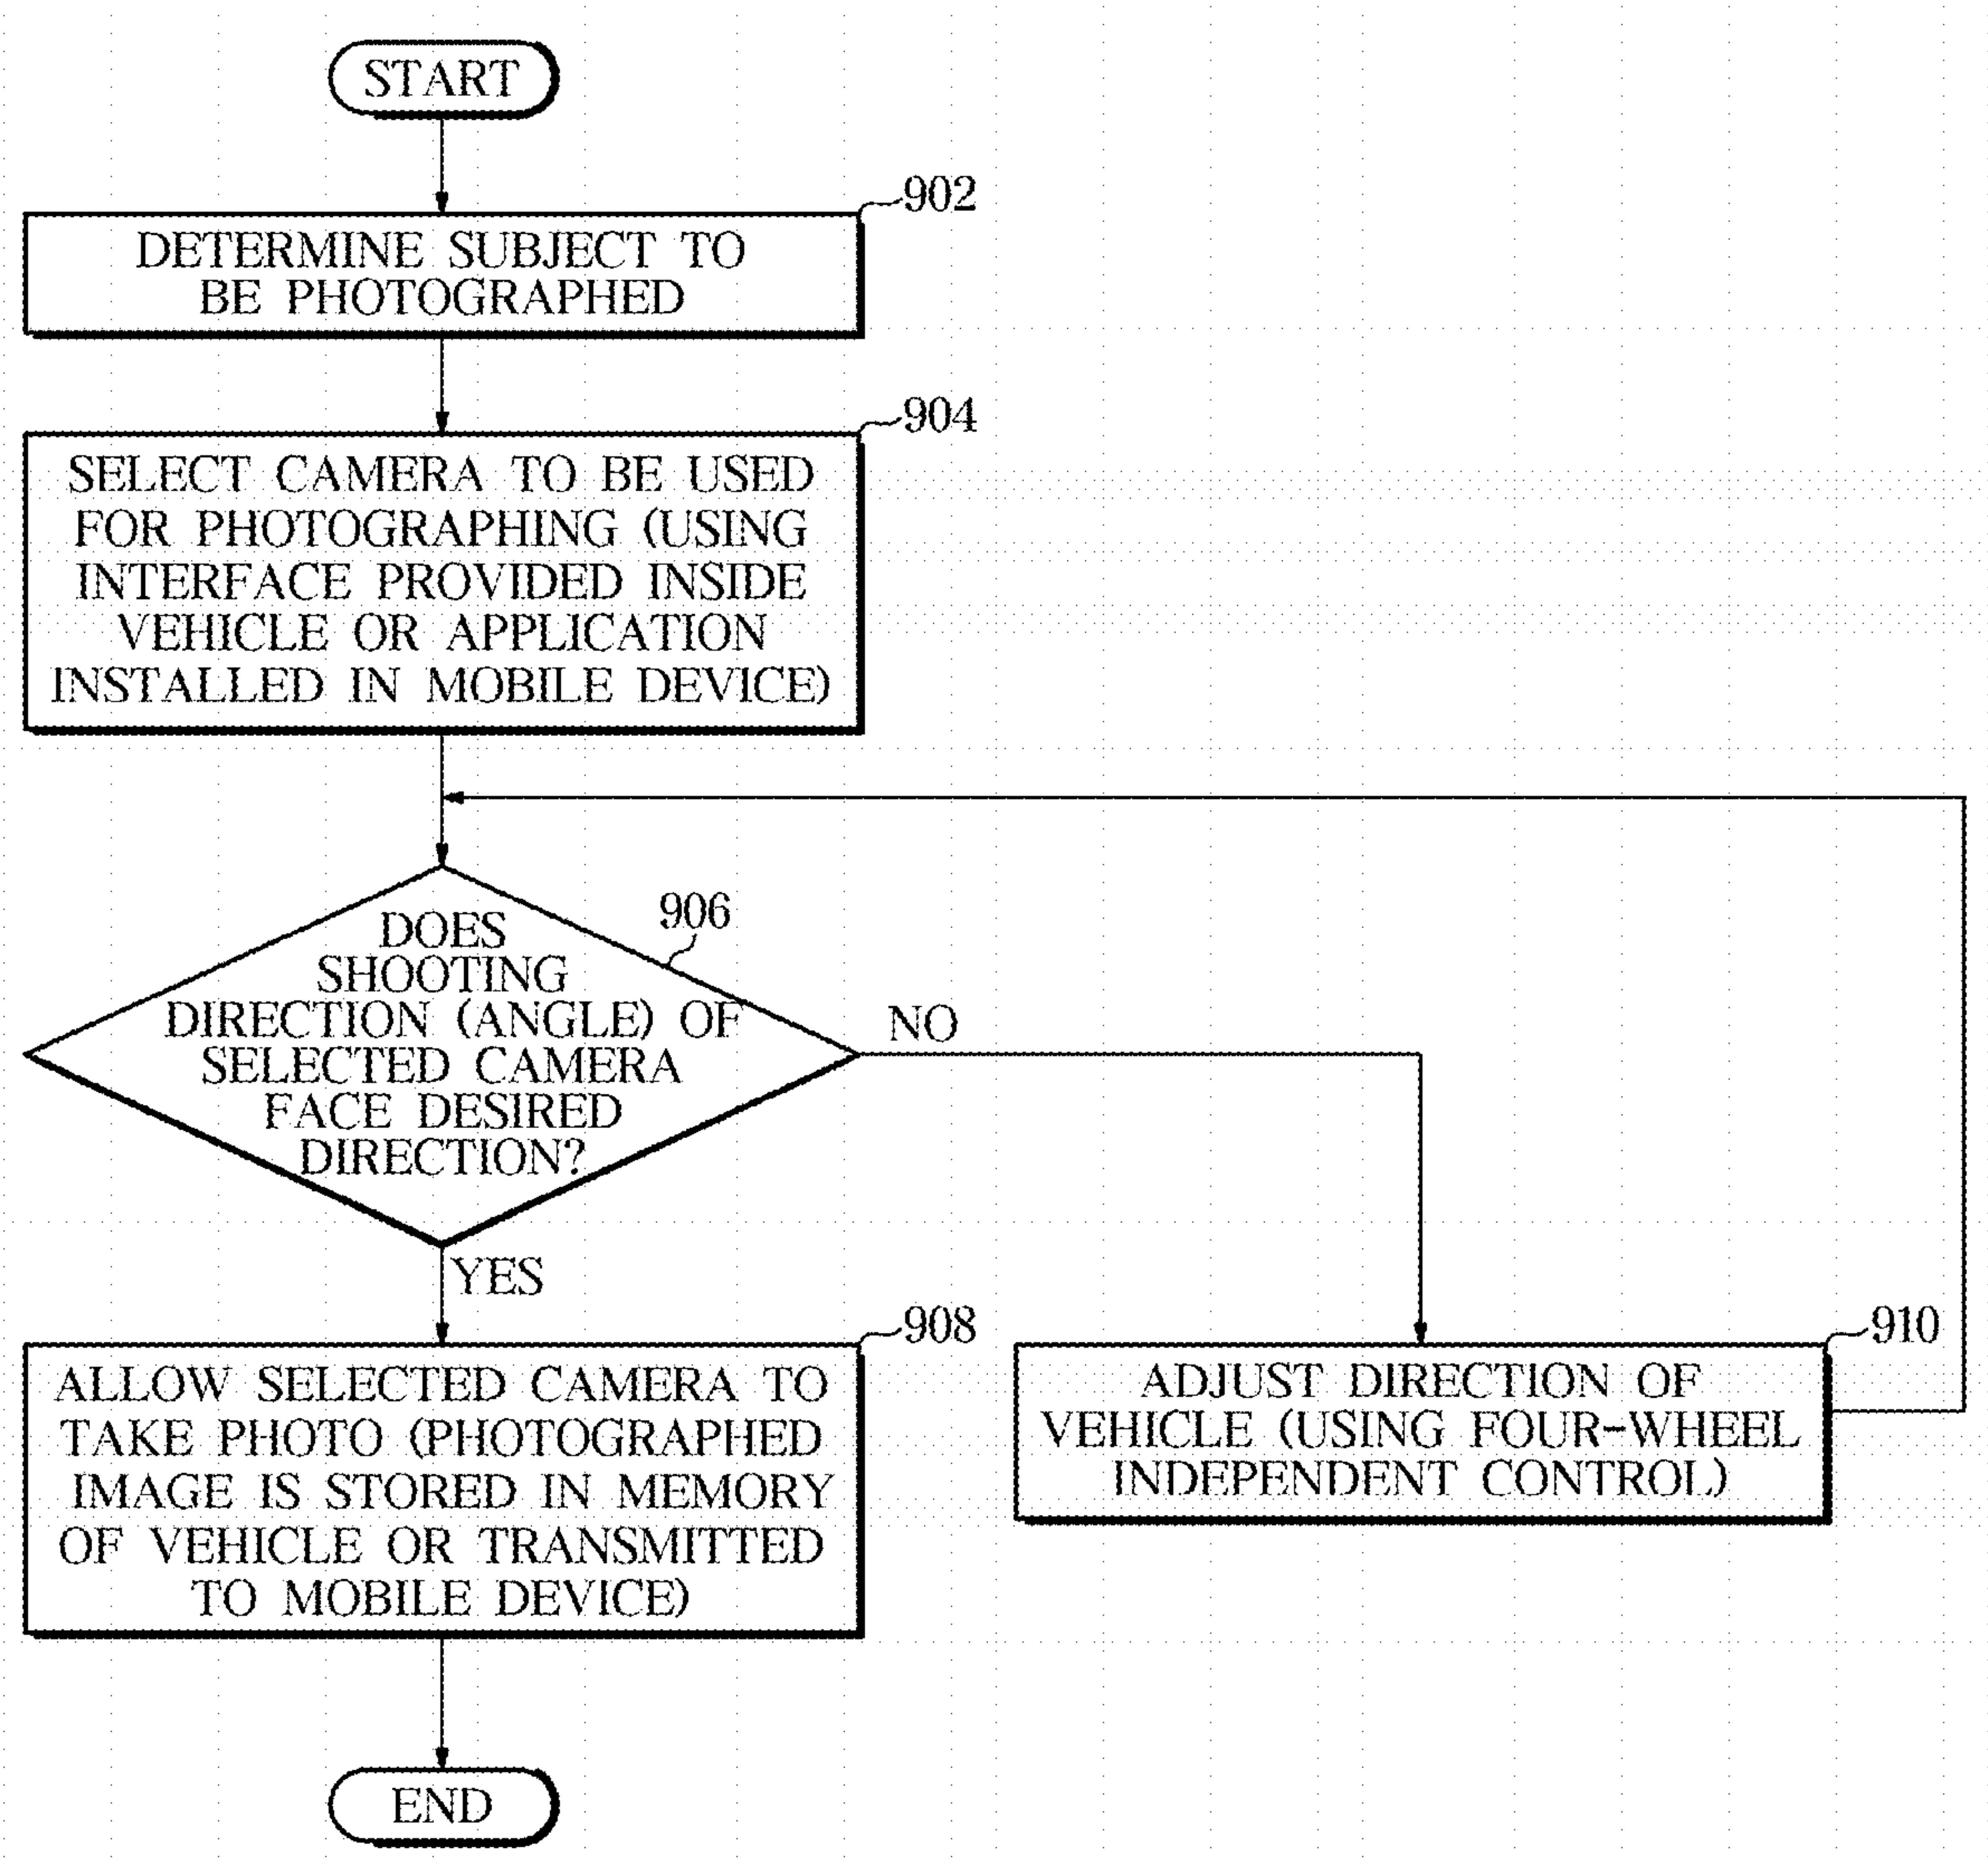 START
902
DETERMINE SUBJECT TO
BE PHOTOGRAPHED
904
SELECT CAMERA TO BE USED
FOR PHOTOGRAPHING (USING
INTERFACE PROVIDED INSIDE
VEHICLE OR APPLICATION
INSTALLED IN MOBILE DEVICE)
906
DOES
SHOOTING
DIRECTION (ANGLE) OF
SELECTED CAMERA
FACE DESIRED
DIRECTION?
NO
YES
908
ALLOW SELECTED CAMERA TO
TAKE PHOTO (PHOTOGRAPHED
IMAGE IS STORED IN MEMORY
OF VEHICLE OR TRANSMITTED
TO MOBILE DEVICE)
910
ADJUST DIRECTION OF
VEHICLE (USING FOUR-WHEEL
INDEPENDENT CONTROL)
END